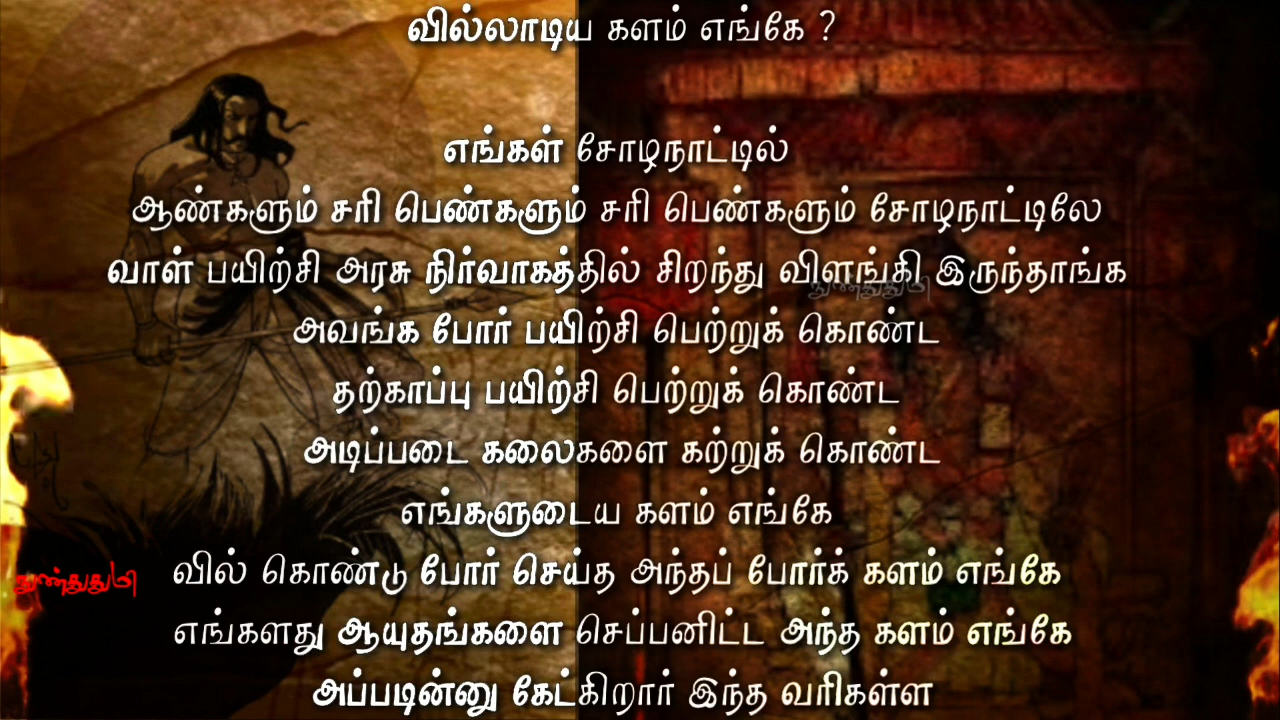 வில்லாடிய களம் எங்கே ?
எங்கள் சோழநாட்டில்
ஆண்களும் சரி பெண்களும் சரி பெண்களும் சோழநாட்டிலே
வாள் பயிற்சி அரசு நிர்வாகத்தில் சிறந்து விளங்கி இருந்தாங்க
அவங்க போர் பயிற்சி பெற்றுக் கொண்ட
தற்காப்பு பயிற்சி பெற்றுக் கொண்ட
அடிப்படை கலைகளை கற்றுக் கொண்ட
எங்களுடைய களம் எங்கே
வில் கொண்டு போர் செய்த அந்தப் போர்க் களம் எங்கே
எங்களது ஆயுதங்களை செப்பனிட்ட அந்த களம் எங்கே
அப்படின்னு கேட்கிறார் இந்த வரிகள்ள